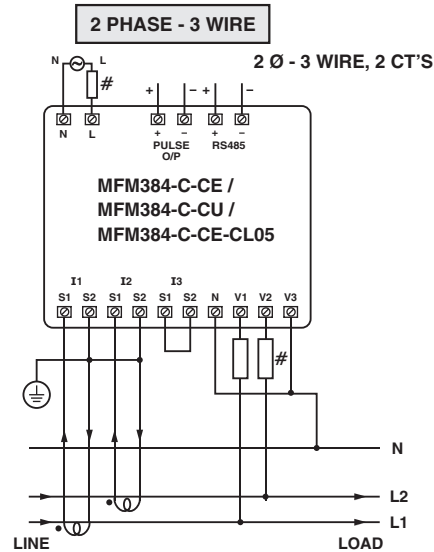 2 PHASE - 3 WIRE
2 Ø - 3 WIRE, 2 CT'S
N L
#
+ - + -
N L + - + -
PULSE O/P RS485
MFM384-C-CE /
MFM384-C-CU /
MFM384-C-CE-CL05
I1 I2 I3
S1 S2 S1 S2 S1 S2 N V1 V2 V3
#
N
L2
L1
LINE LOAD